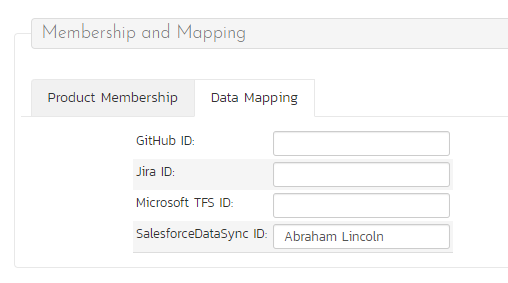 Membership and Mapping
Product Membership Data Mapping
GitHub ID:
Jira ID:
Microsoft TFS ID:
SalesforceDataSync ID: Abraham Lincoln